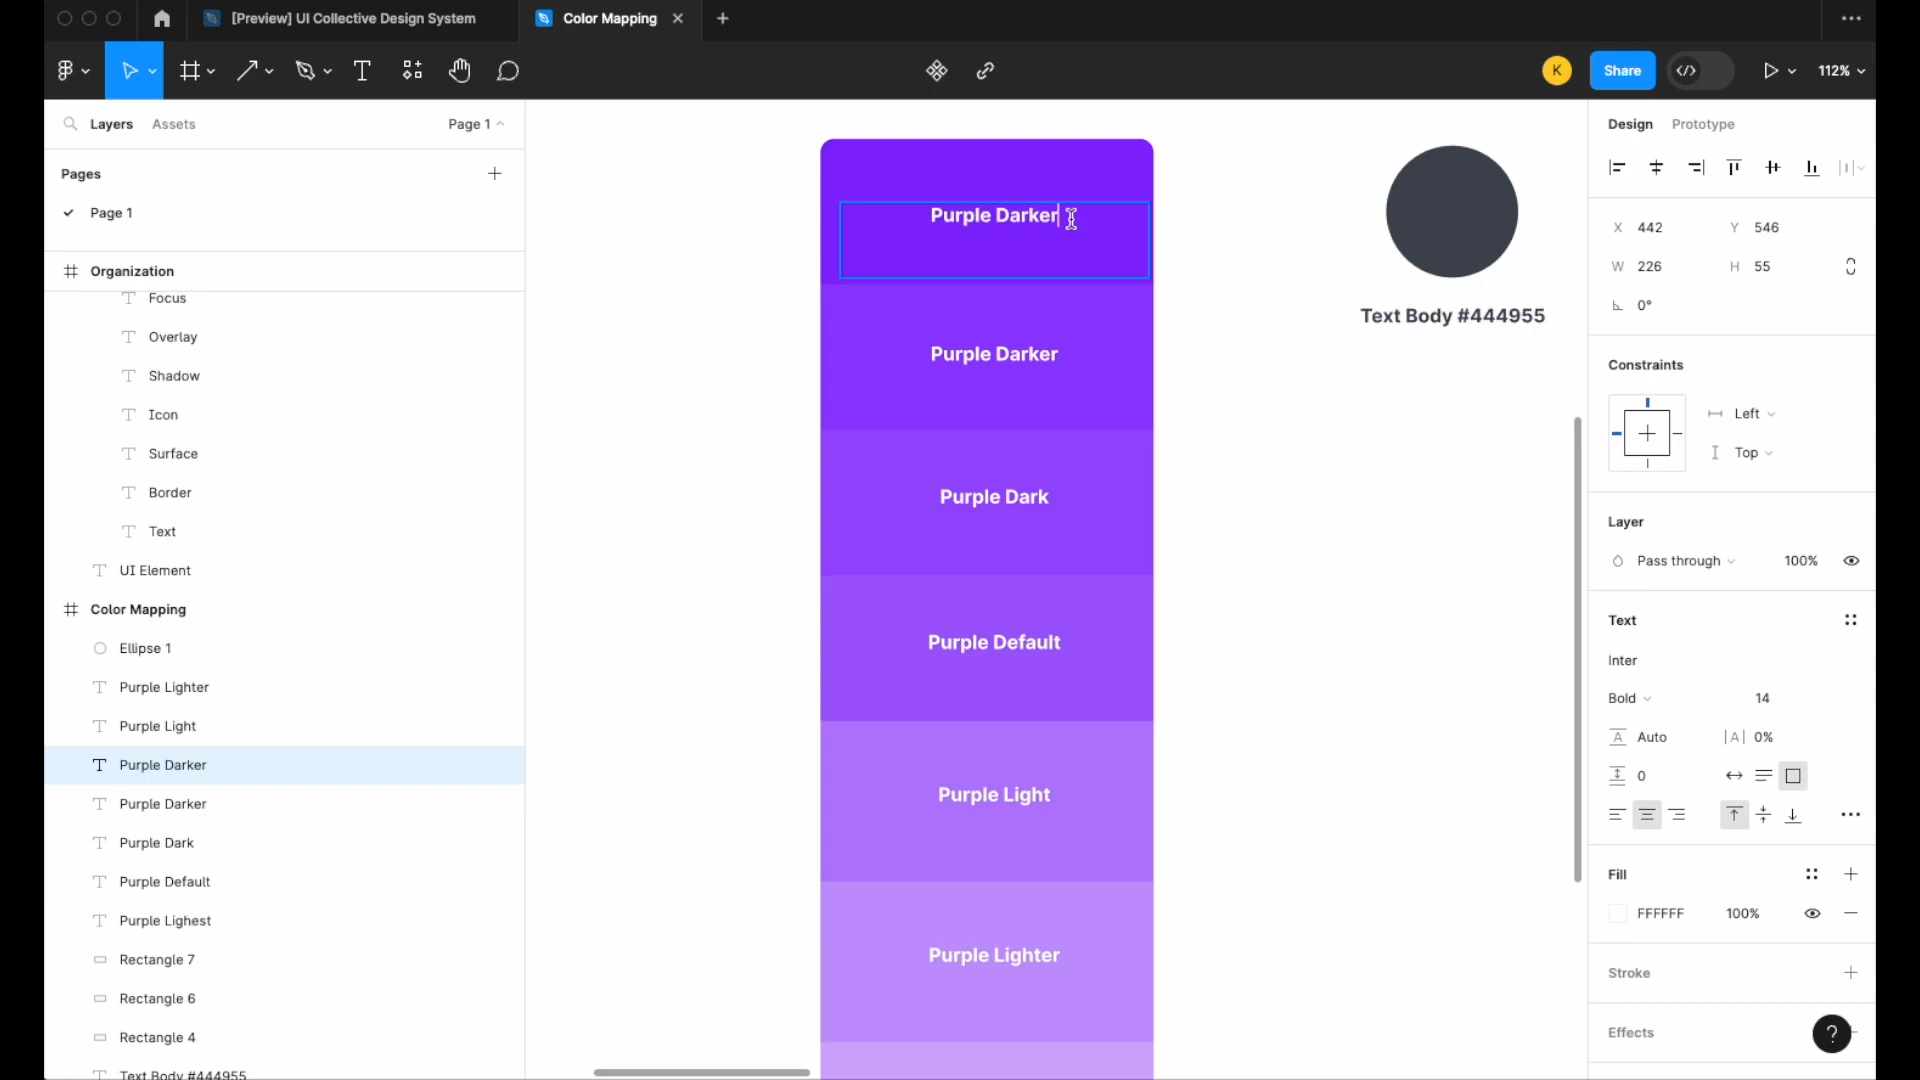 [Preview] UI Collective Design System
Color Mapping
K
Share
112%
Layers
Assets
Page 1
Pages
Page 1
Organization
Focus
Overlay
Shadow
Icon
Surface
Border
Text
UI Element
Color Mapping
Ellipse 1
Purple Lighter
Purple Light
Purple Darker
Purple Darker
Purple Dark
Purple Default
Purple Lighest
Rectangle 7
Rectangle 6
Rectangle 4
Text Body #444955
Purple Darker
Purple Darker
Purple Dark
Purple Default
Purple Light
Purple Lighter
Text Body #444955
Design
Prototype
X 442
Y 546
W 226
H 55
0°
Constraints
Left
Top
Layer
Pass through
100%
Text
Inter
Bold
14
A Auto
|A| 0%
0
Fill
FFFFFF
100%
Stroke
Effects
?